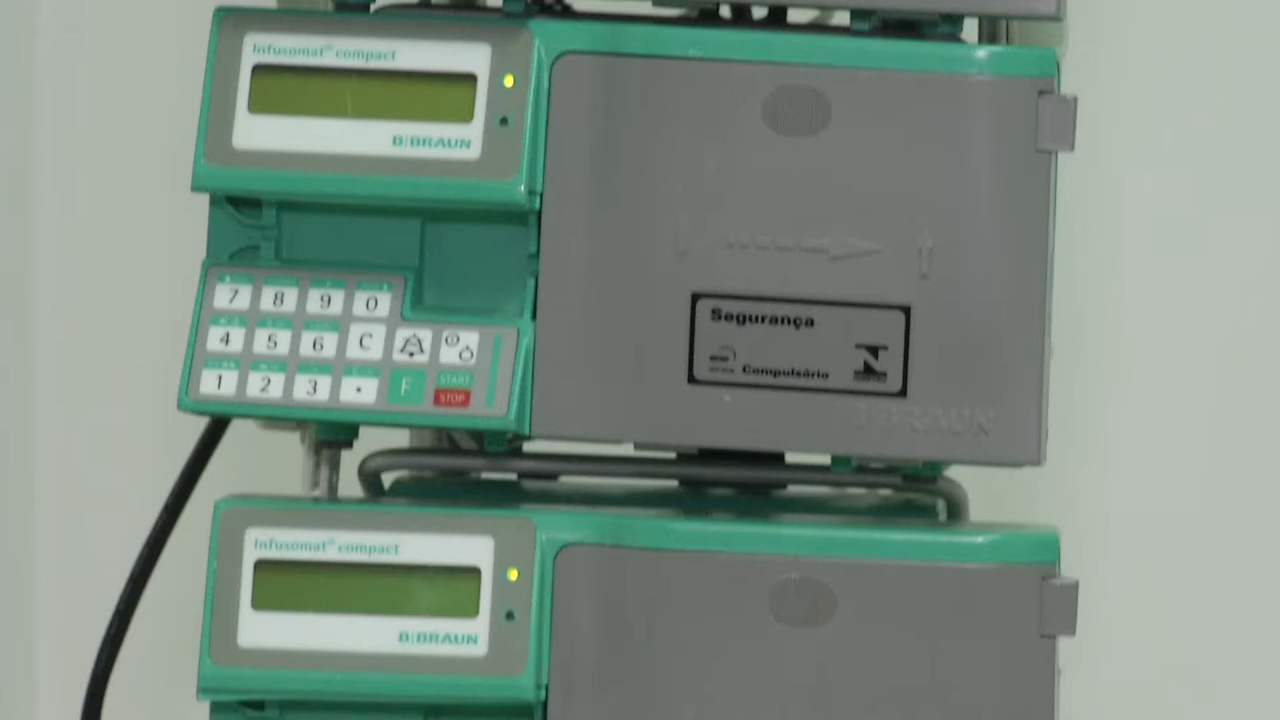 Infusomat® compact
B|BRAUN
7 8 9 0
4 5 6 C
1 2 3 . F START
STOP
Segurança
Compulsório
B|BRAUN
Infusomat® compact
B|BRAUN